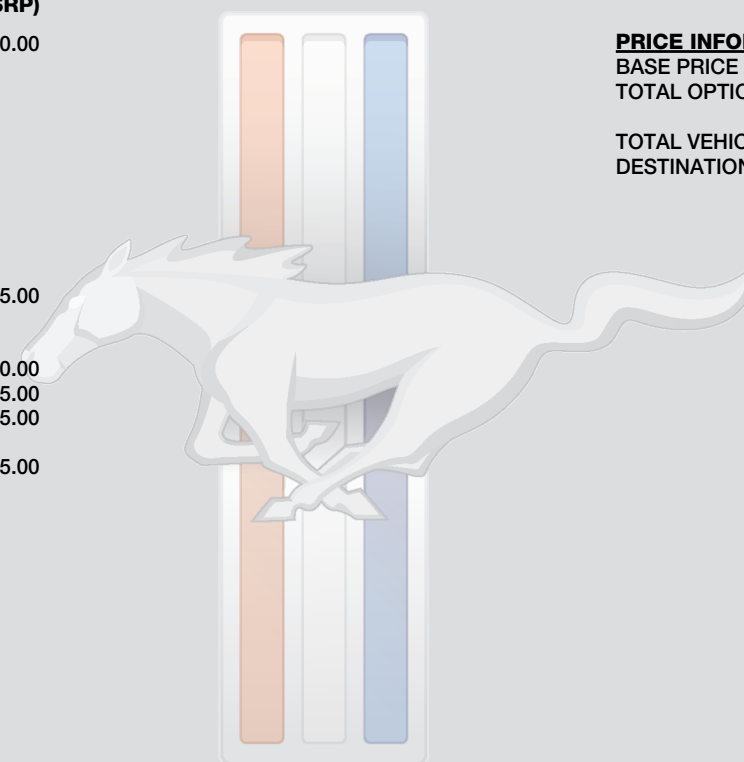 SRP)
0.00
5.00
0.00
5.00
5.00
5.00
PRICE INFO
BASE PRICE
TOTAL OPTIO
TOTAL VEHIC
DESTINATION